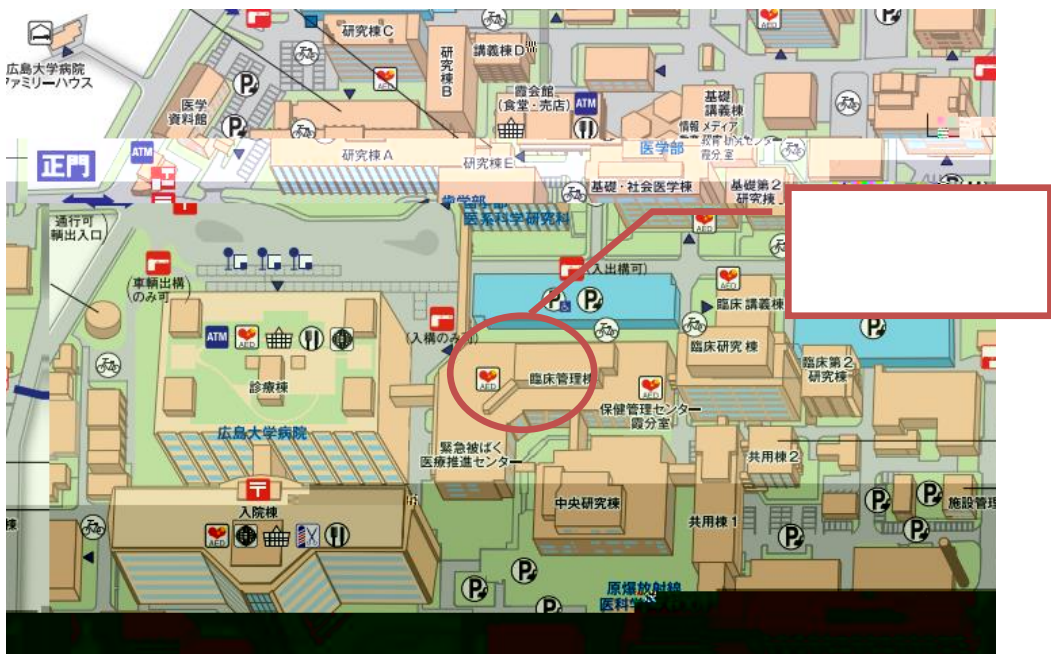 研究棟C
研究棟B
講義棟D
広島大学病院
ファミリーハウス
医学
資料館
霞会館
(食堂・売店)
ATM
基礎
講義棟
情報メディア
教育研究センター
霞分室
正門
ATM
研究棟A
研究棟E
医学部
基礎・社会医学棟
基礎第2
研究棟
歯学部
医系科学研究科
通行可
輌出入口)
(車輌出構
のみ可)
(入出構可)
(入構のみ可)
臨床講義棟
臨床研究棟
臨床第2
研究棟
ATM
AED
診療棟
広島大学病院
AED
臨床管理棟
AED
保健管理センター
霞分室
緊急被ばく
医療推進センター
共用棟2
入院棟
AED
中央研究棟
共用棟1
施設管理
棟
原爆放射線
医科学